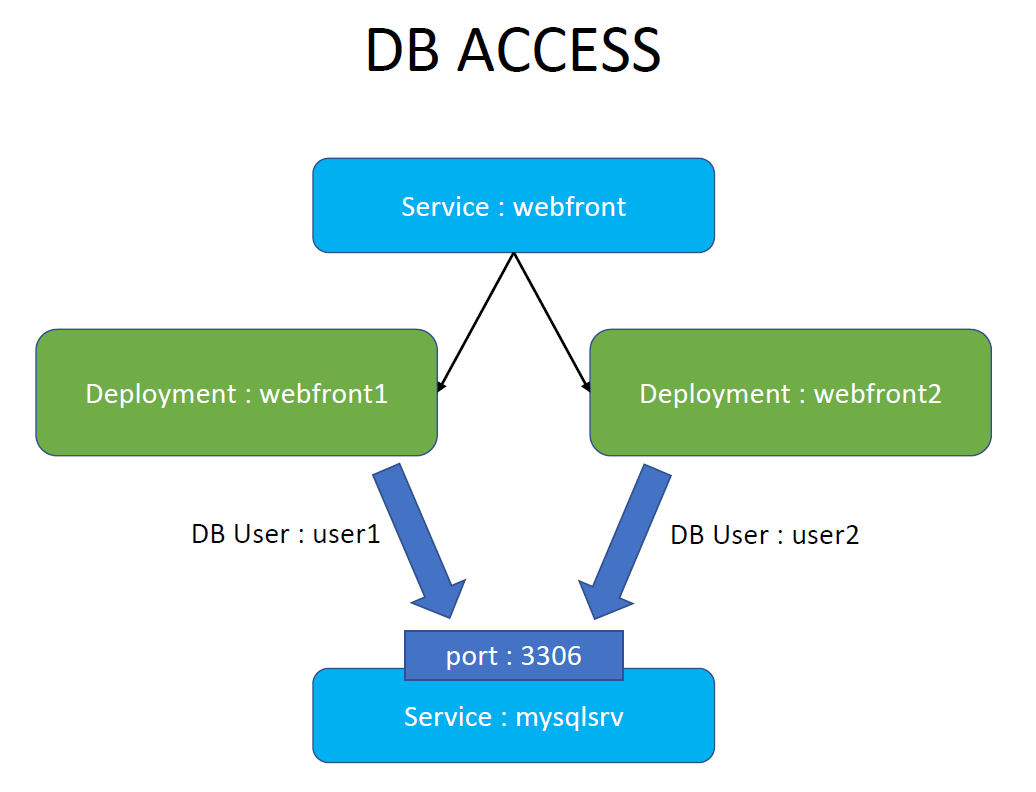 DB ACCESS
Service : webfront
Deployment : webfront1
Deployment : webfront2
DB User : user1
DB User : user2
port : 3306
Service : mysqlsrv